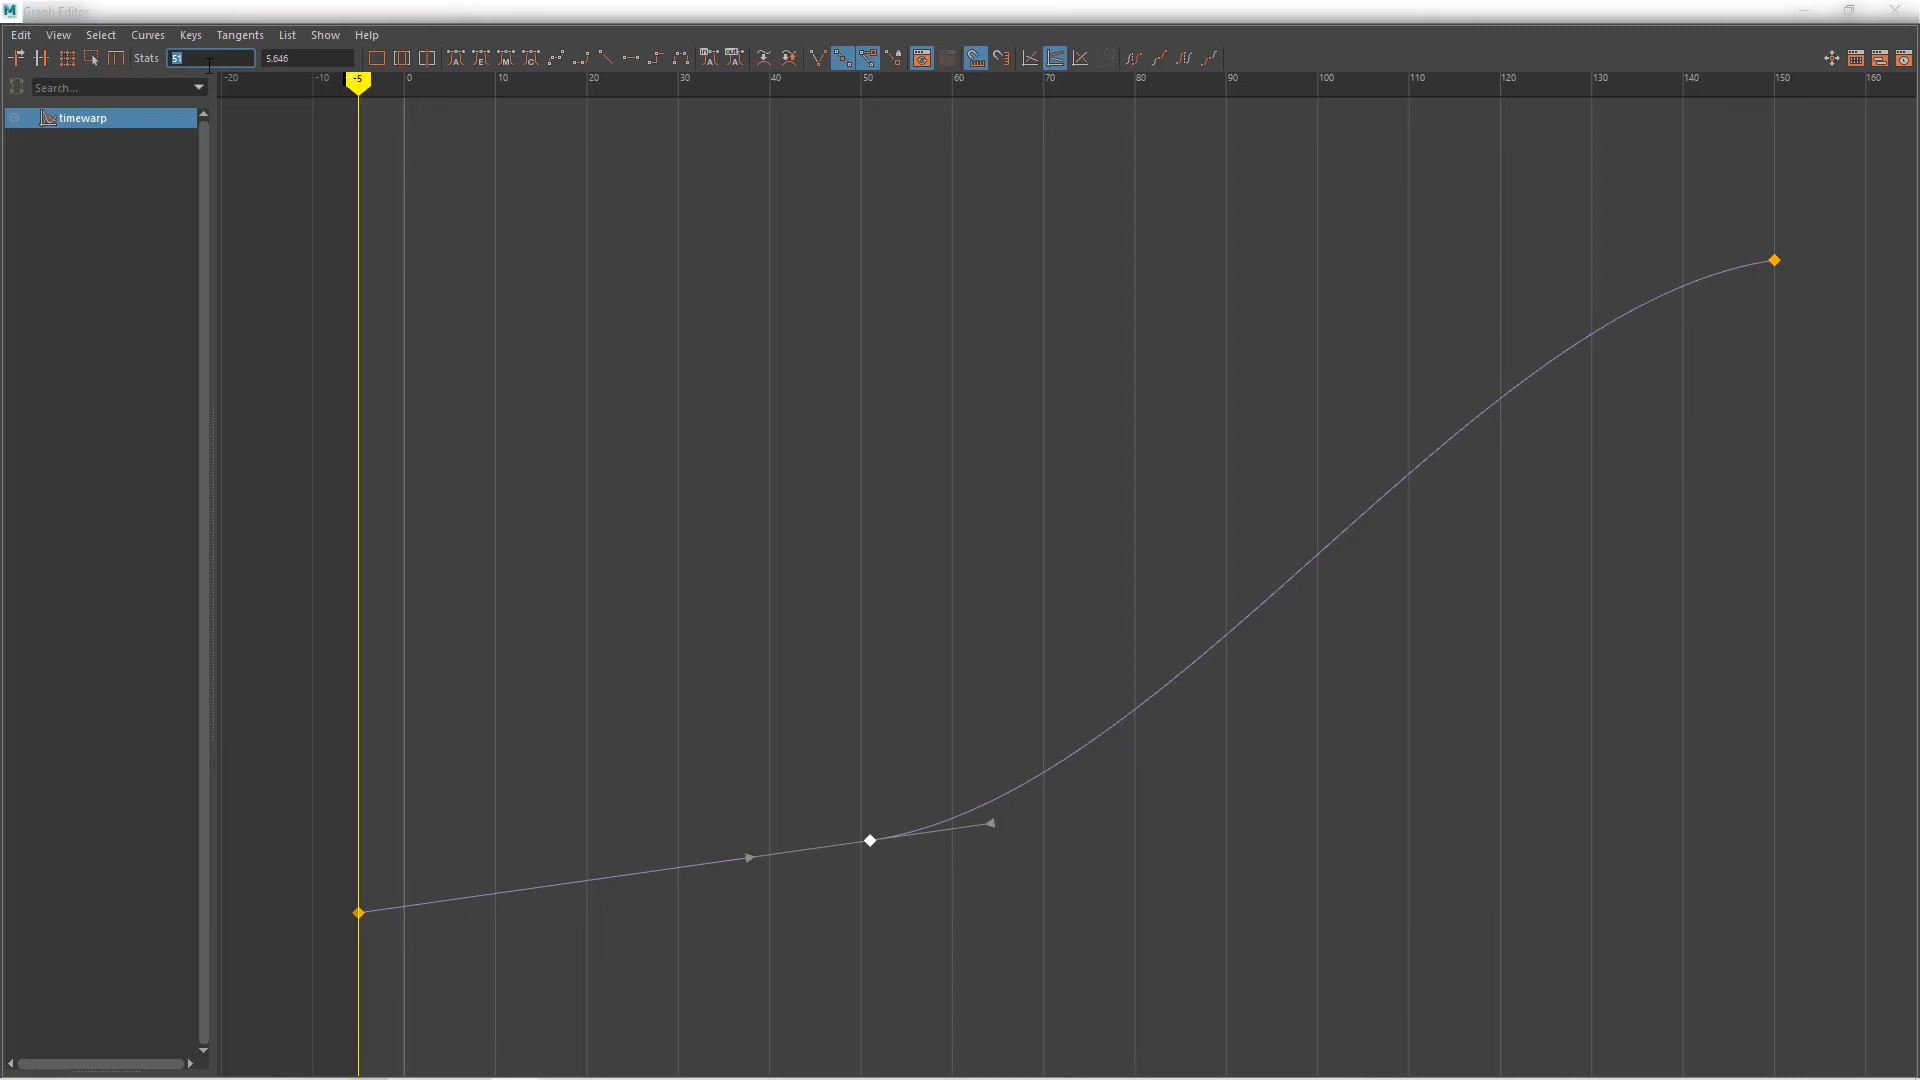 Graph Editor
Edit View Select Curves Keys Tangents List Show Help
Stats 51 5.646
-20 -10 -5 0 10 20 30 40 50 60 70 80 90 100 110 120 130 140 150 160
Search...
timewarp